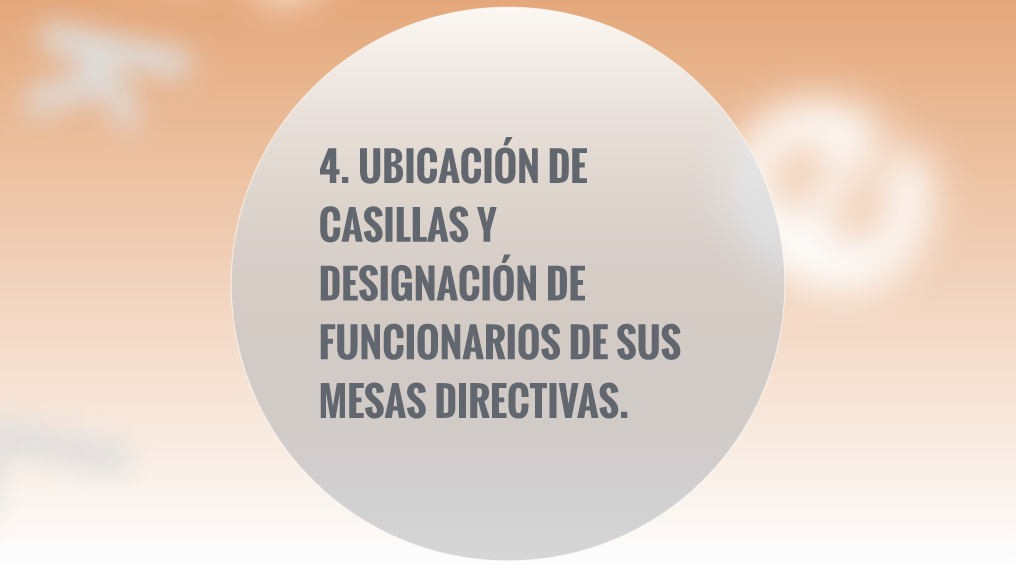 4. UBICACIÓN DE
CASILLAS Y
DESIGNACIÓN DE
FUNCIONARIOS DE SUS
MESAS DIRECTIVAS.